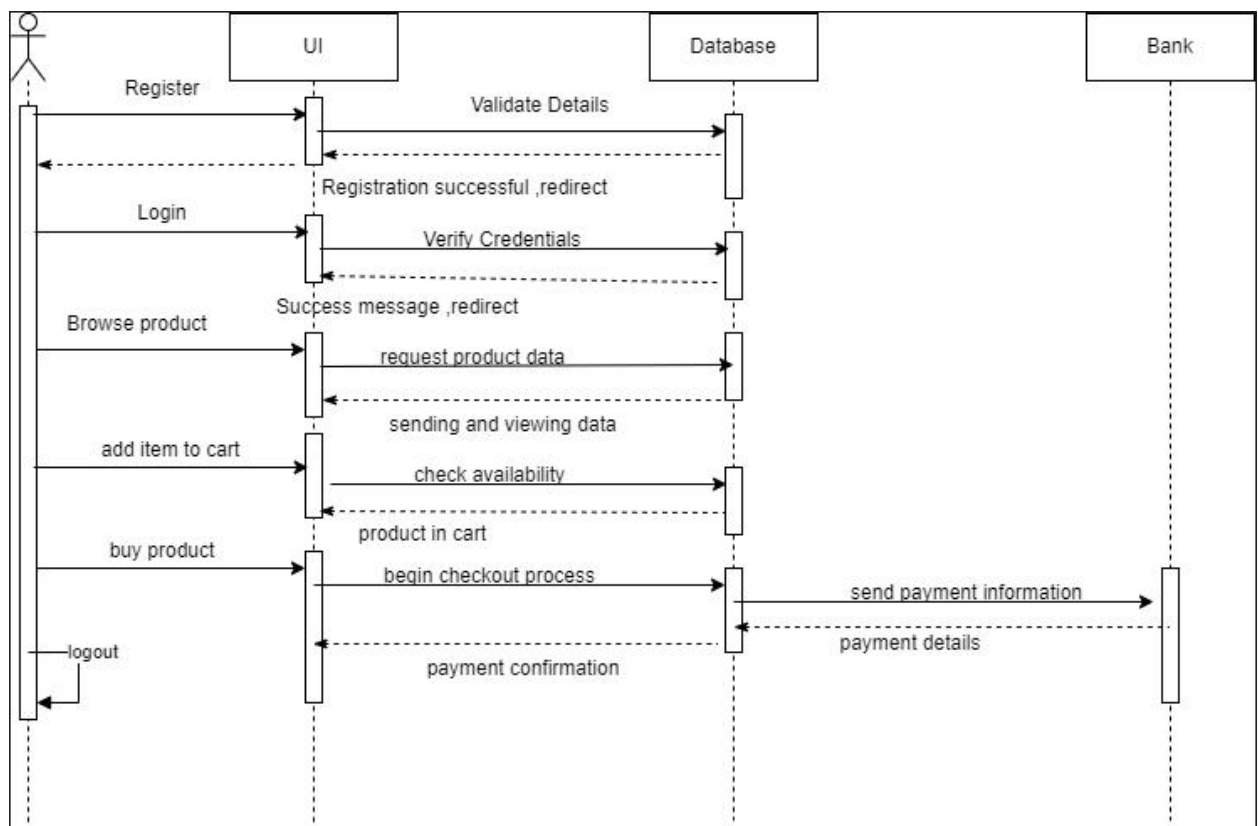 UI
Database
Bank
Register
Validate Details
Registration successful ,redirect
Login
Verify Credentials
Success message ,redirect
Browse product
request product data
sending and viewing data
add item to cart
check availability
product in cart
buy product
begin checkout process
send payment information
payment details
logout
payment confirmation